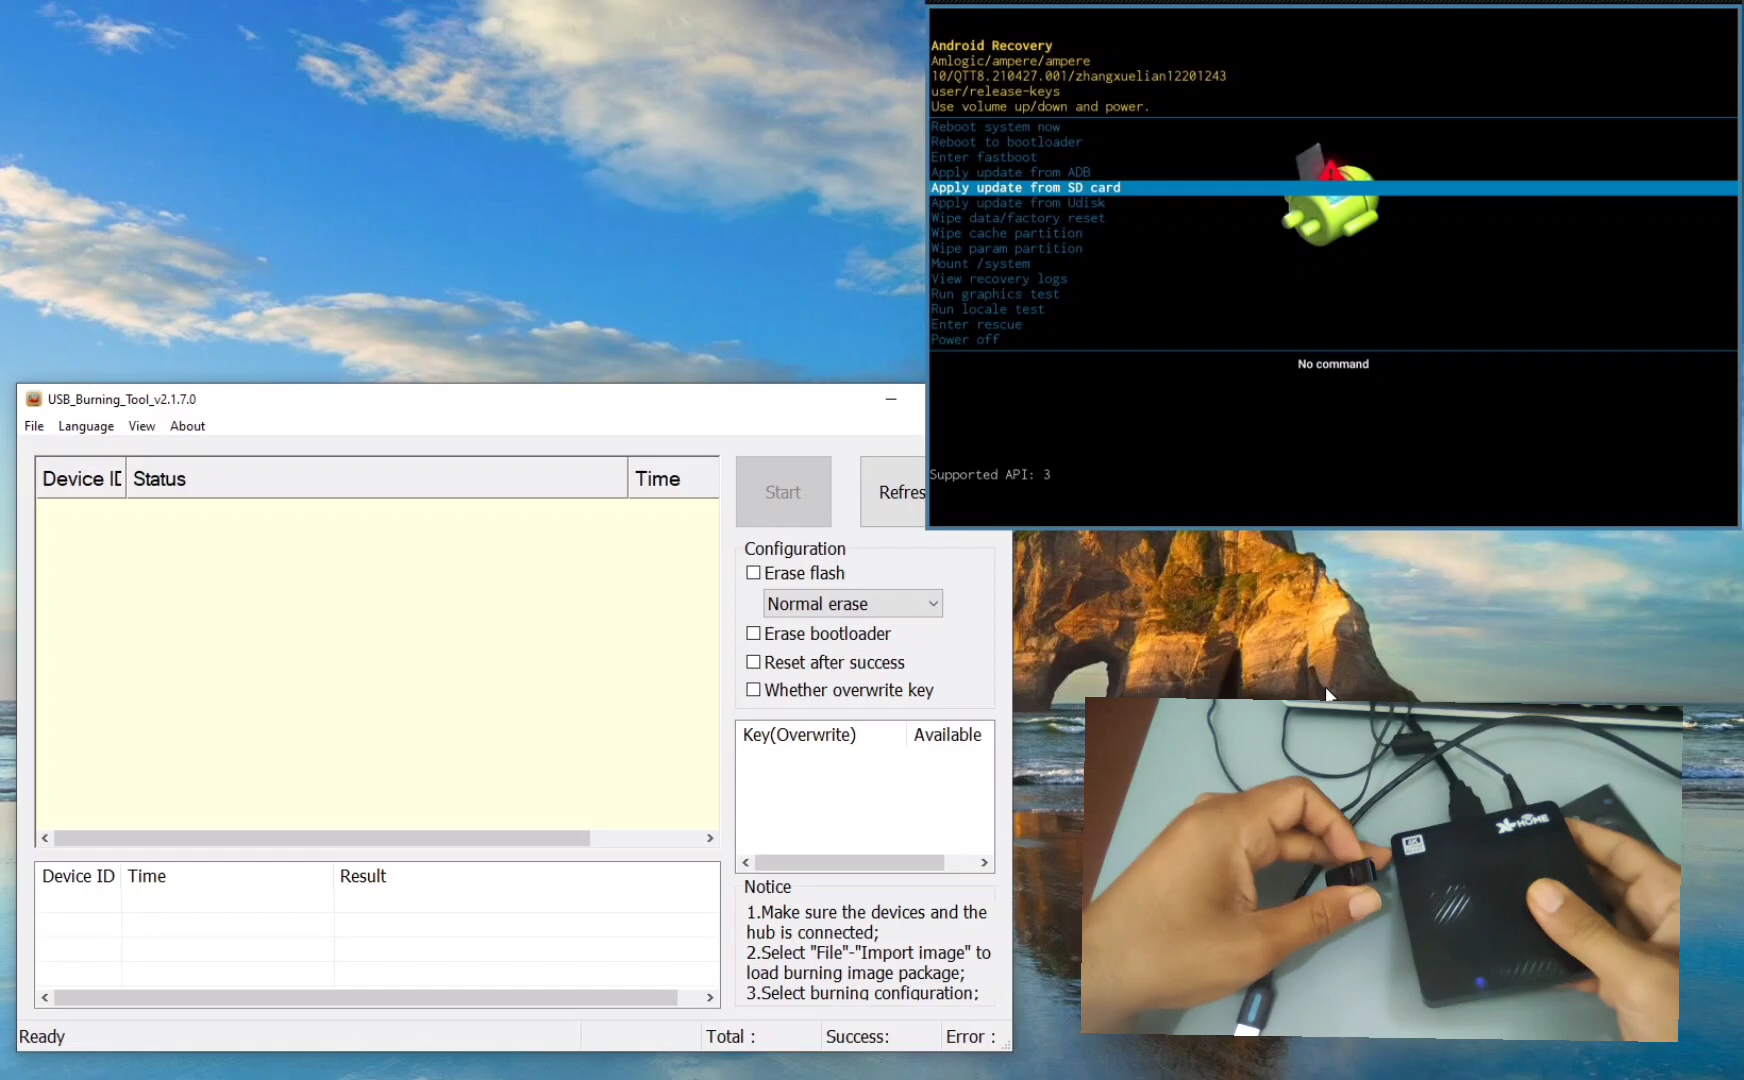 Android Recovery
Amlogic/ampere/ampere
10/QTT8.210427.001/zhangxuelian12201243
user/release-keys
Use volume up/down and power.
Reboot system now
Reboot to bootloader
Enter fastboot
Apply update from ADB
Apply update from SD card
Apply update from Udisk
Wipe data/factory reset
Wipe cache partition
Wipe param partition
Mount /system
View recovery logs
Run graphics test
Run locale test
Enter rescue
Power off
No command
Supported API: 3
USB_Burning_Tool_v2.1.7.0
File Language View About
Device ID Status Time
Start Refres
Configuration
Erase flash
Normal erase
Erase bootloader
Reset after success
Whether overwrite key
Key(Overwrite) Available
Device ID Time Result
Notice
1.Make sure the devices and the
hub is connected;
2.Select "File"-"Import image" to
load burning image package;
3.Select burning configuration;
Ready Total : Success: Error :
HOME